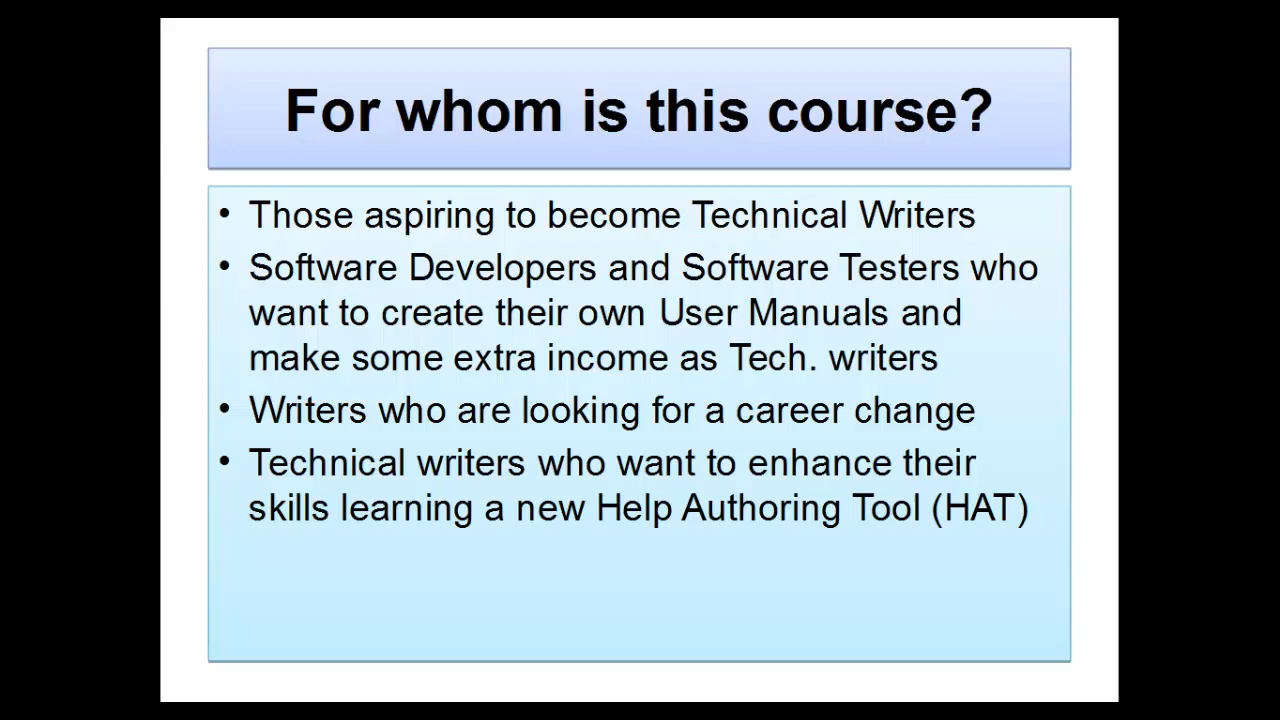 For whom is this course?
• Those aspiring to become Technical Writers
• Software Developers and Software Testers who
want to create their own User Manuals and
make some extra income as Tech. writers
• Writers who are looking for a career change
• Technical writers who want to enhance their
skills learning a new Help Authoring Tool (HAT)